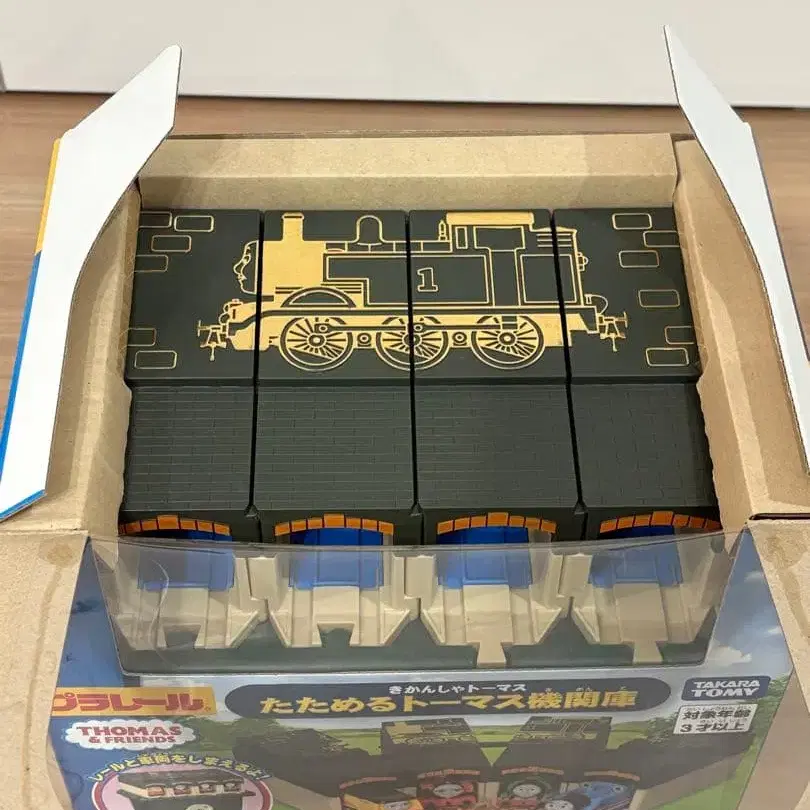 1
プラレール
THOMAS
& FRIENDS
きかんしゃトーマス
たためるトーマス機関庫
TAKARA
TOMY
対象年齢
3才以上
レールと車両をしまえるよ!